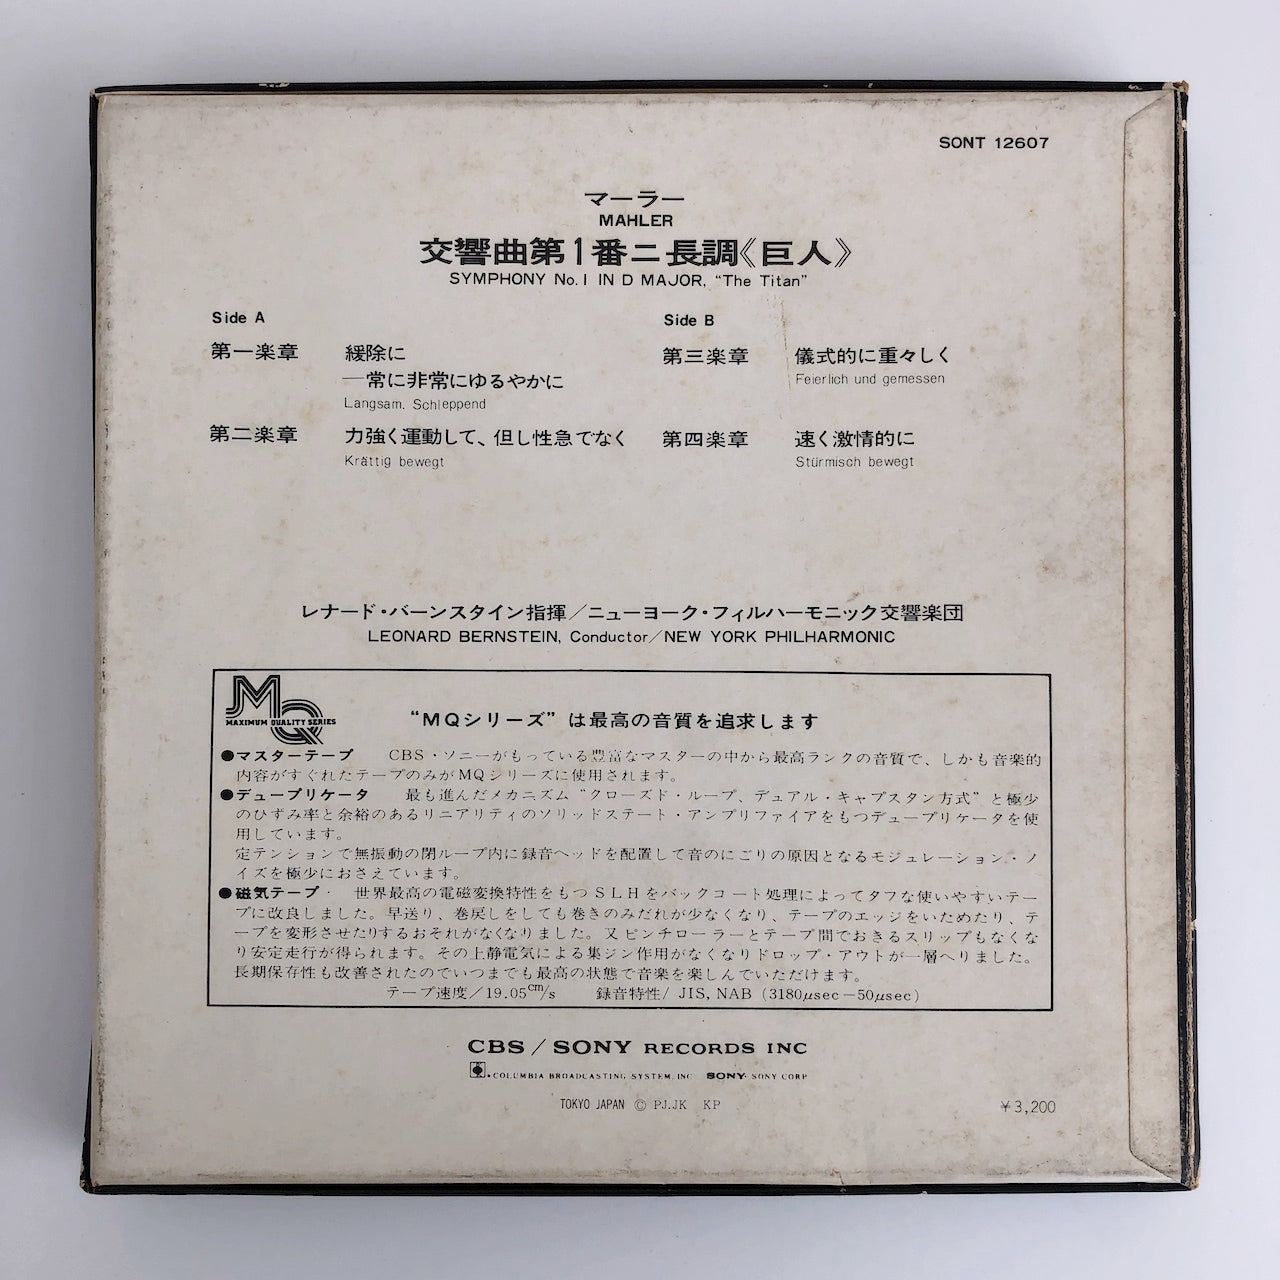 SONT 12607
マーラー
MAHLER
交響曲第1番ニ長調《巨人》
SYMPHONY No.1 IN D MAJOR, "The Titan"
Side A
第一楽章 緩除に
—常に非常にゆるやかに
Langsam. Schleppend
第二楽章 力強く運動して、但し性急でなく
Krättig bewegt
Side B
第三楽章 儀式的に重々しく
Feierlich und gemessen
第四楽章 速く激情的に
Stürmisch bewegt
レナード・バーンスタイン指揮/ニューヨーク・フィルハーモニック交響楽団
LEONARD BERNSTEIN, Conductor/NEW YORK PHILHARMONIC
MQ
MAXIMUM QUALITY SERIES
"MQシリーズ"は最高の音質を追求します
●マスターテープ CBS・ソニーがもっている豊富なマスターの中から最高ランクの音質で、しかも音楽的
内容がすぐれたテープのみがMQシリーズに使用されます。
●デュープリケータ 最も進んだメカニズム"クローズド・ループ、デュアル・キャプスタン方式"と極少
のひずみ率と余裕のあるリニアリティのソリッドステート・アンプリファイアをもつデュープリケータを使
用しています。
定テンションで無振動の閉ループ内に録音ヘッドを配置して音のにごりの原因となるモジュレーション・ノ
イズを極少におさえています。
●磁気テープ・ 世界最高の電磁変換特性をもつSLHをバックコート処理によってタフな使いやすいテー
プに改良しました。早送り、巻戻しをしても巻きのみだれが少なくなり、テープのエッジをいためたり、テー
プを変形させたりするおそれがなくなりました。又ピンチローラーとテープ間でおきるスリップもなくな
り安定走行が得られます。その上静電気による集ジン作用がなくなりドロップ・アウトが一層へりました。
長期保存性も改善されたのでいつまでも最高の状態で音楽を楽しんでいただけます。
テープ速度/19.05cm/s 録音特性/ JIS, NAB (3180μsec－50μsec)
CBS / SONY RECORDS INC
COLUMBIA BROADCASTING SYSTEM, INC. SONY SONY CORP
TOKYO JAPAN © PJ.JK KP
¥3,200